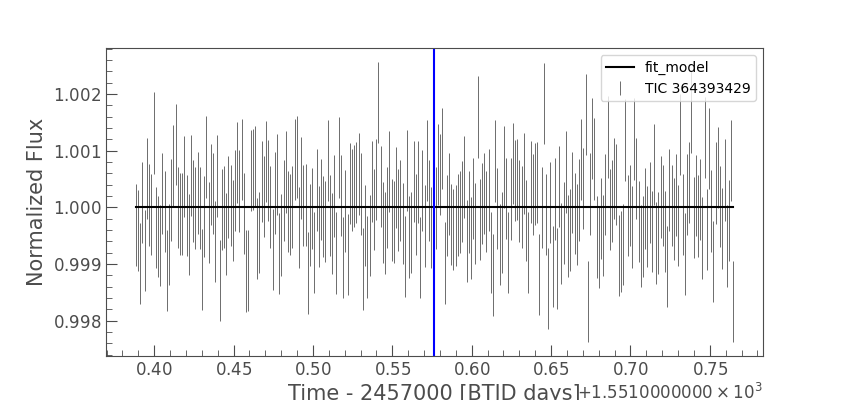 fit_model
TIC 364393429
Normalized Flux
1.002
1.001
1.000
0.999
0.998
0.40 0.45 0.50 0.55 0.60 0.65 0.70 0.75
Time - 2457000 [BTJD days]
+1.5510000000 × 10³